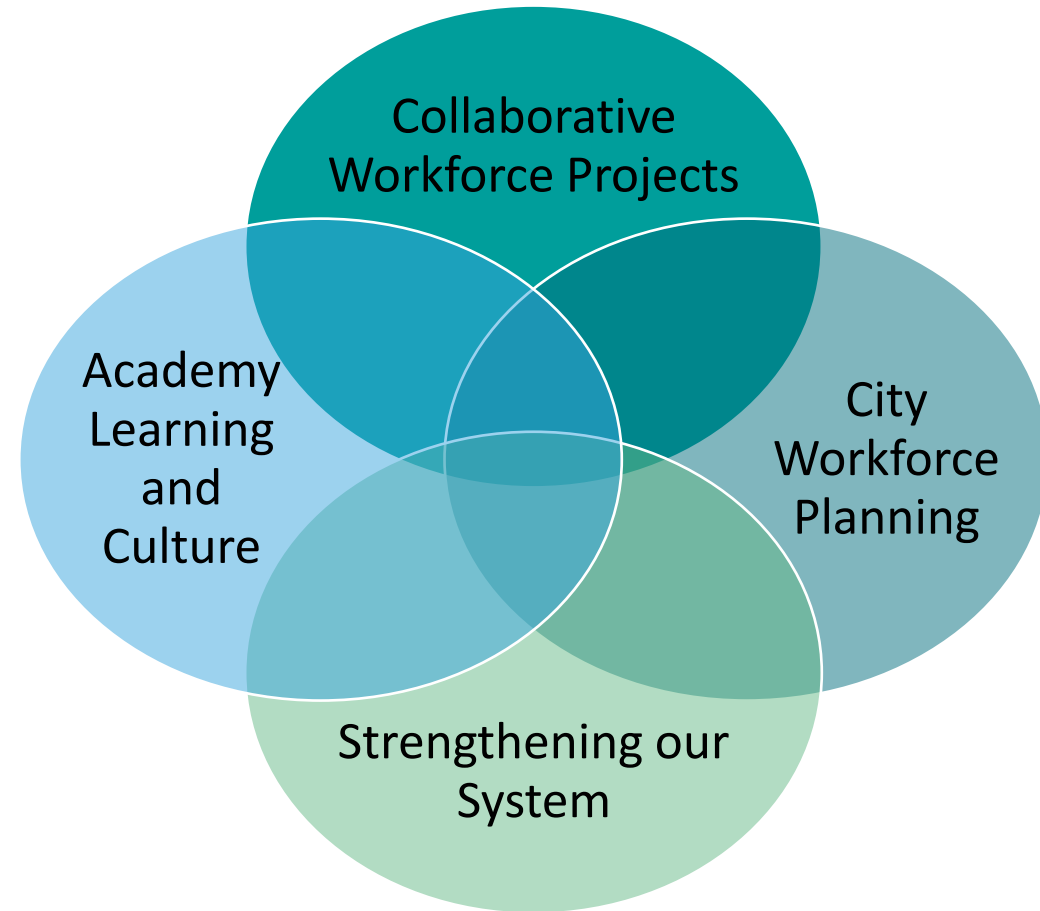 Collaborative
Workforce Projects
Academy
Learning
and
Culture
City
Workforce
Planning
Strengthening our
System